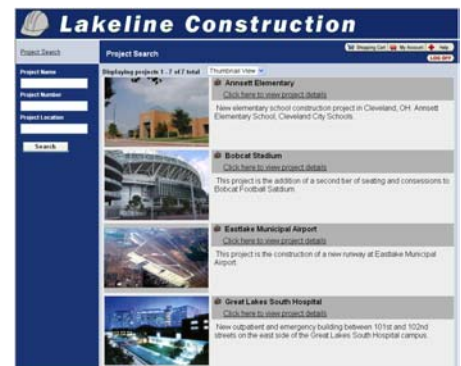 Lakeline Construction
Project Search
Project Search
Shopping Cart My Account Help
LOG OFF
Project Name
Project Number
Project Location
Search
Displaying projects 1 - 7 of 7 total Thumbnail View
Annsett Elementary
Click here to view project details
New elementary school construction project in Cleveland, OH. Annsett
Elementary School, Cleveland City Schools.
Bobcat Stadium
Click here to view project details
This project is the addition of a second tier of seating and consessions to
Bobcat Football Satdium.
Eastlake Municipal Airport
Click here to view project details
This project is the construction of a new runway at Eastlake Municipal
Airport
Great Lakes South Hospital
Click here to view project details
New outpatient and emergency building between 101st and 102nd
streets on the east side of the Great Lakes South Hospital campus.